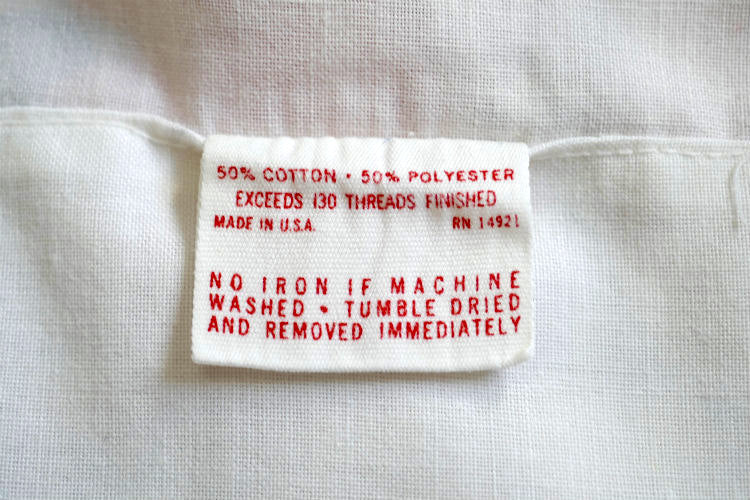 50% COTTON • 50% POLYESTER
EXCEEDS 130 THREADS FINISHED
MADE IN U.S.A. RN 14921
NO IRON IF MACHINE
WASHED • TUMBLE DRIED
AND REMOVED IMMEDIATELY